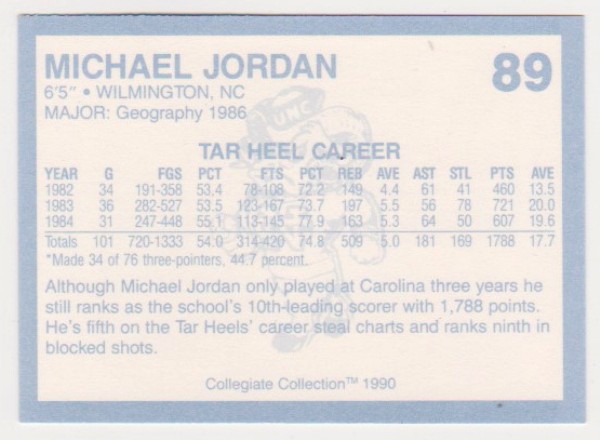 MICHAEL JORDAN 89
6'5" • WILMINGTON, NC
MAJOR: Geography 1986
UNC
TAR HEEL CAREER
YEAR G FGS PCT FTS PCT REB AVE AST STL PTS AVE
1982 34 191-358 53.4 78-108 72.2 149 4.4 61 41 460 13.5
1983 36 282-527 53.5 123-167 73.7 197 5.5 56 78 721 20.0
1984 31 247-448 55.1 113-145 77.9 163 5.3 64 50 607 19.6
Totals 101 720-1333 54.0 314-420 74.8 509 5.0 181 169 1788 17.7
*Made 34 of 76 three-pointers, 44.7 percent.
Although Michael Jordan only played at Carolina three years he
still ranks as the school's 10th-leading scorer with 1,788 points.
He's fifth on the Tar Heels' career steal charts and ranks ninth in
blocked shots.
Collegiate Collection™ 1990